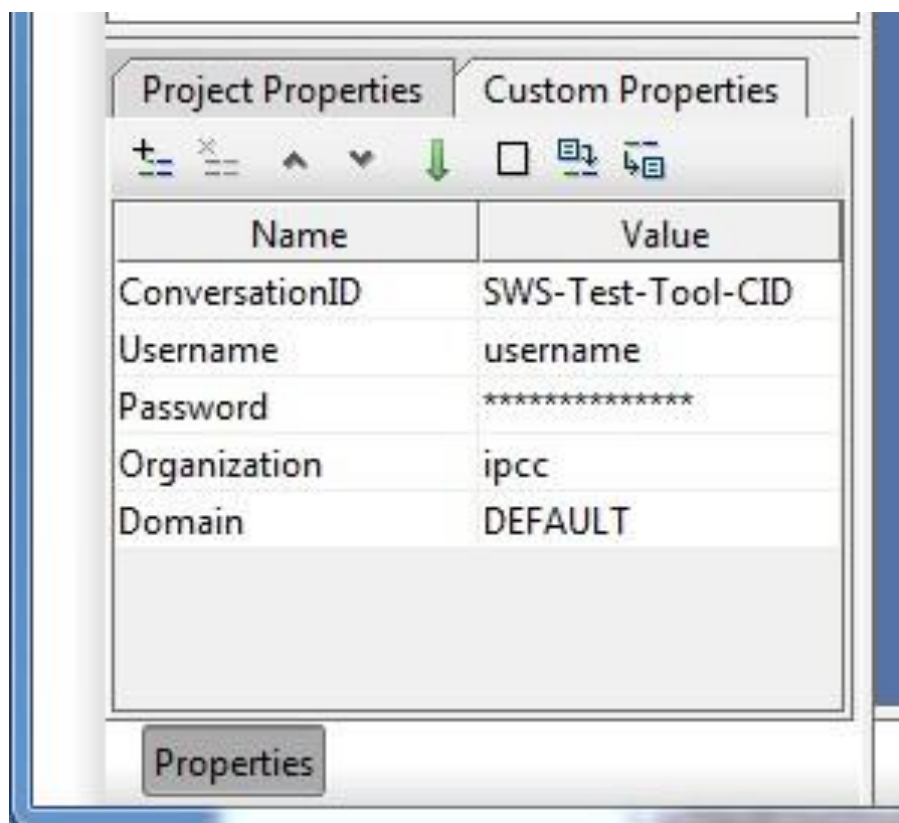 Project Properties Custom Properties
Name Value
ConversationID SWS-Test-Tool-CID
Username username
Password **************
Organization ipcc
Domain DEFAULT
Properties